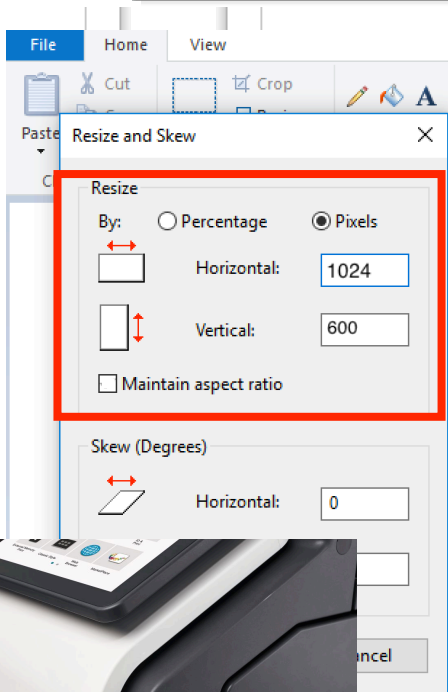 File Home View
Cut Crop
Paste
Resize and Skew
Resize
By: Percentage Pixels
Horizontal: 1024
Vertical: 600
Maintain aspect ratio
Skew (Degrees)
Horizontal: 0